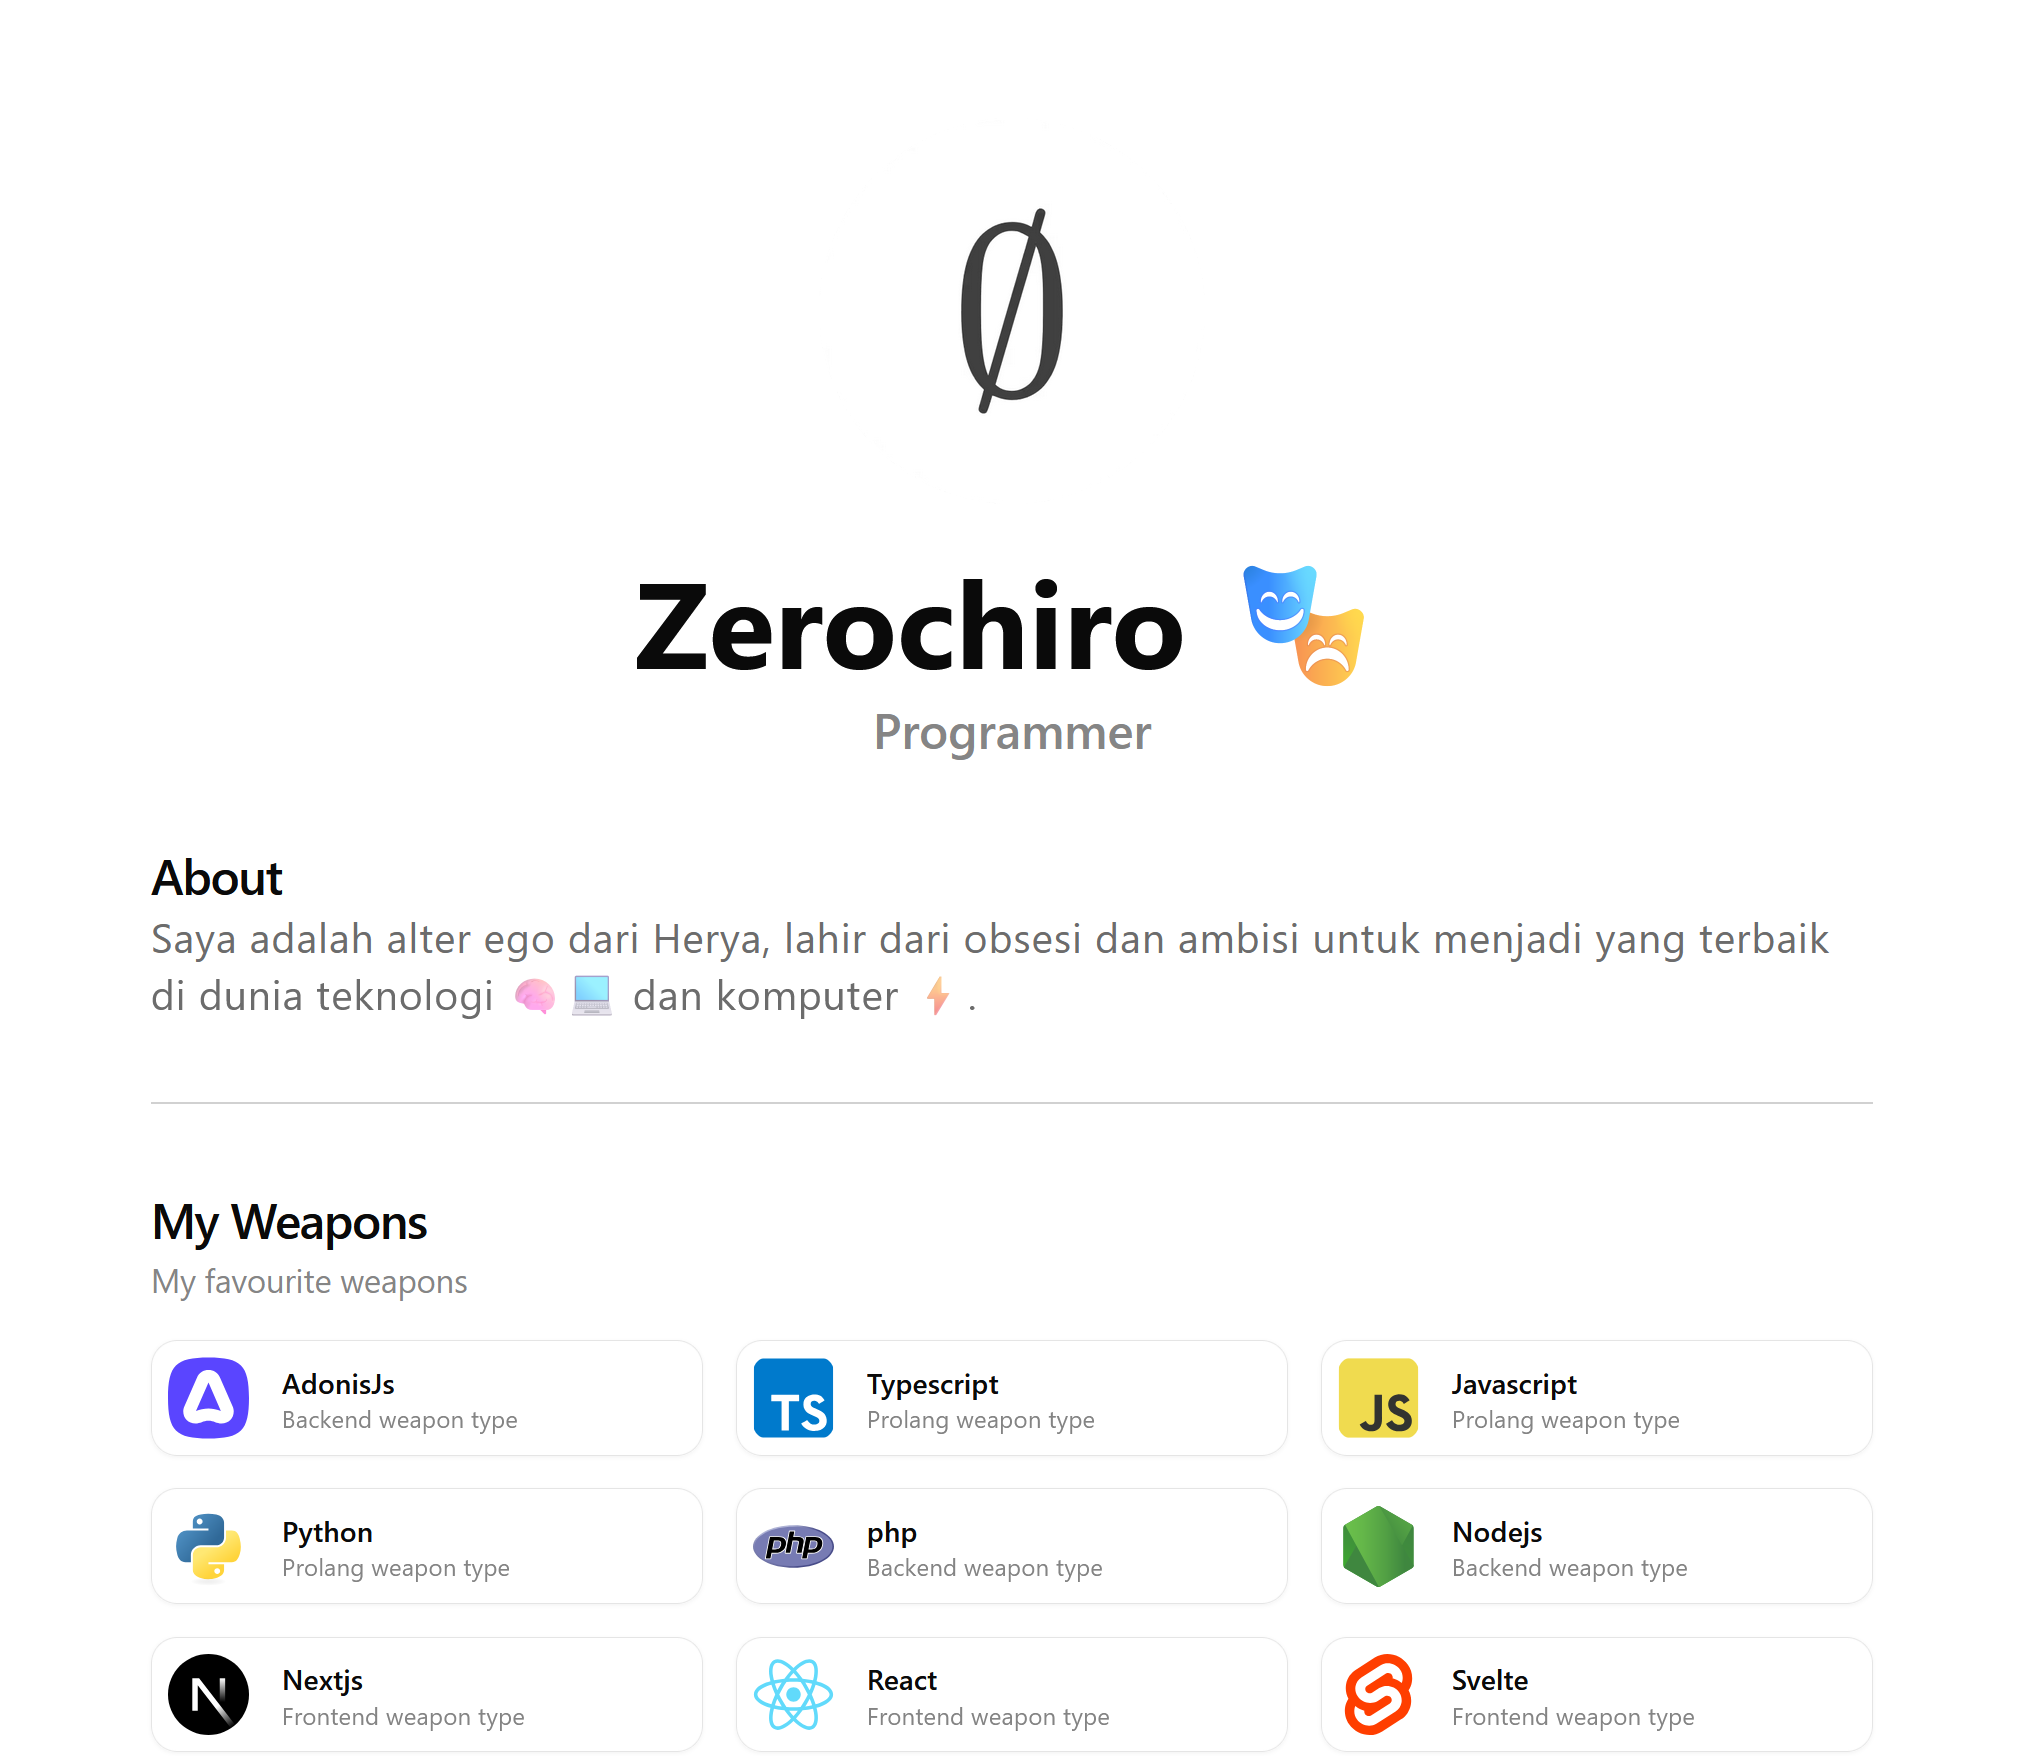 Ø
Zerochiro 🎭
Programmer
About
Saya adalah alter ego dari Herya, lahir dari obsesi dan ambisi untuk menjadi yang terbaik
di dunia teknologi 🧠 💻 dan komputer ⚡ .
My Weapons
My favourite weapons
AdonisJs
Backend weapon type
TS
Typescript
Prolang weapon type
JS
Javascript
Prolang weapon type
Python
Prolang weapon type
php
php
Backend weapon type
Nodejs
Backend weapon type
N
Nextjs
Frontend weapon type
React
Frontend weapon type
Svelte
Frontend weapon type